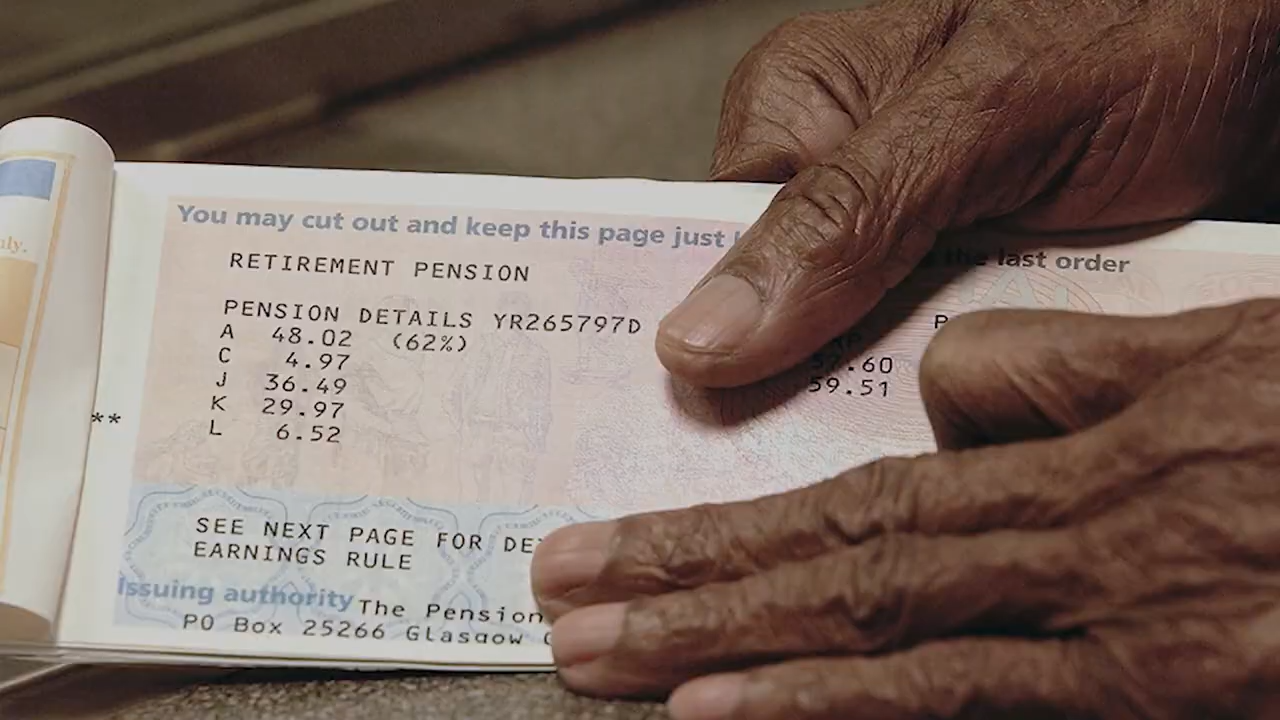 uly.
You may cut out and keep this page just the last order
RETIREMENT PENSION
PENSION DETAILS YR265797D
A 48.02 (62%)
C 4.97 .60
J 36.49 59.51
K 29.97
**
L 6.52
SEE NEXT PAGE FOR
EARNINGS RULE
Issuing authority The Pension
PO Box 25266 Glasgow